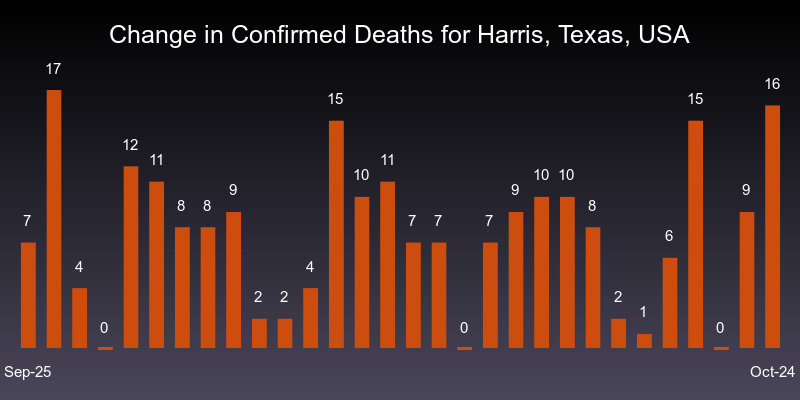 Change in Confirmed Deaths for Harris, Texas, USA
7 17 4 0 12 11 8 8 9 2 2 4 15 10 11 7 7 0 7 9 10 10 8 2 1 6 15 0 9 16
Sep-25 Oct-24